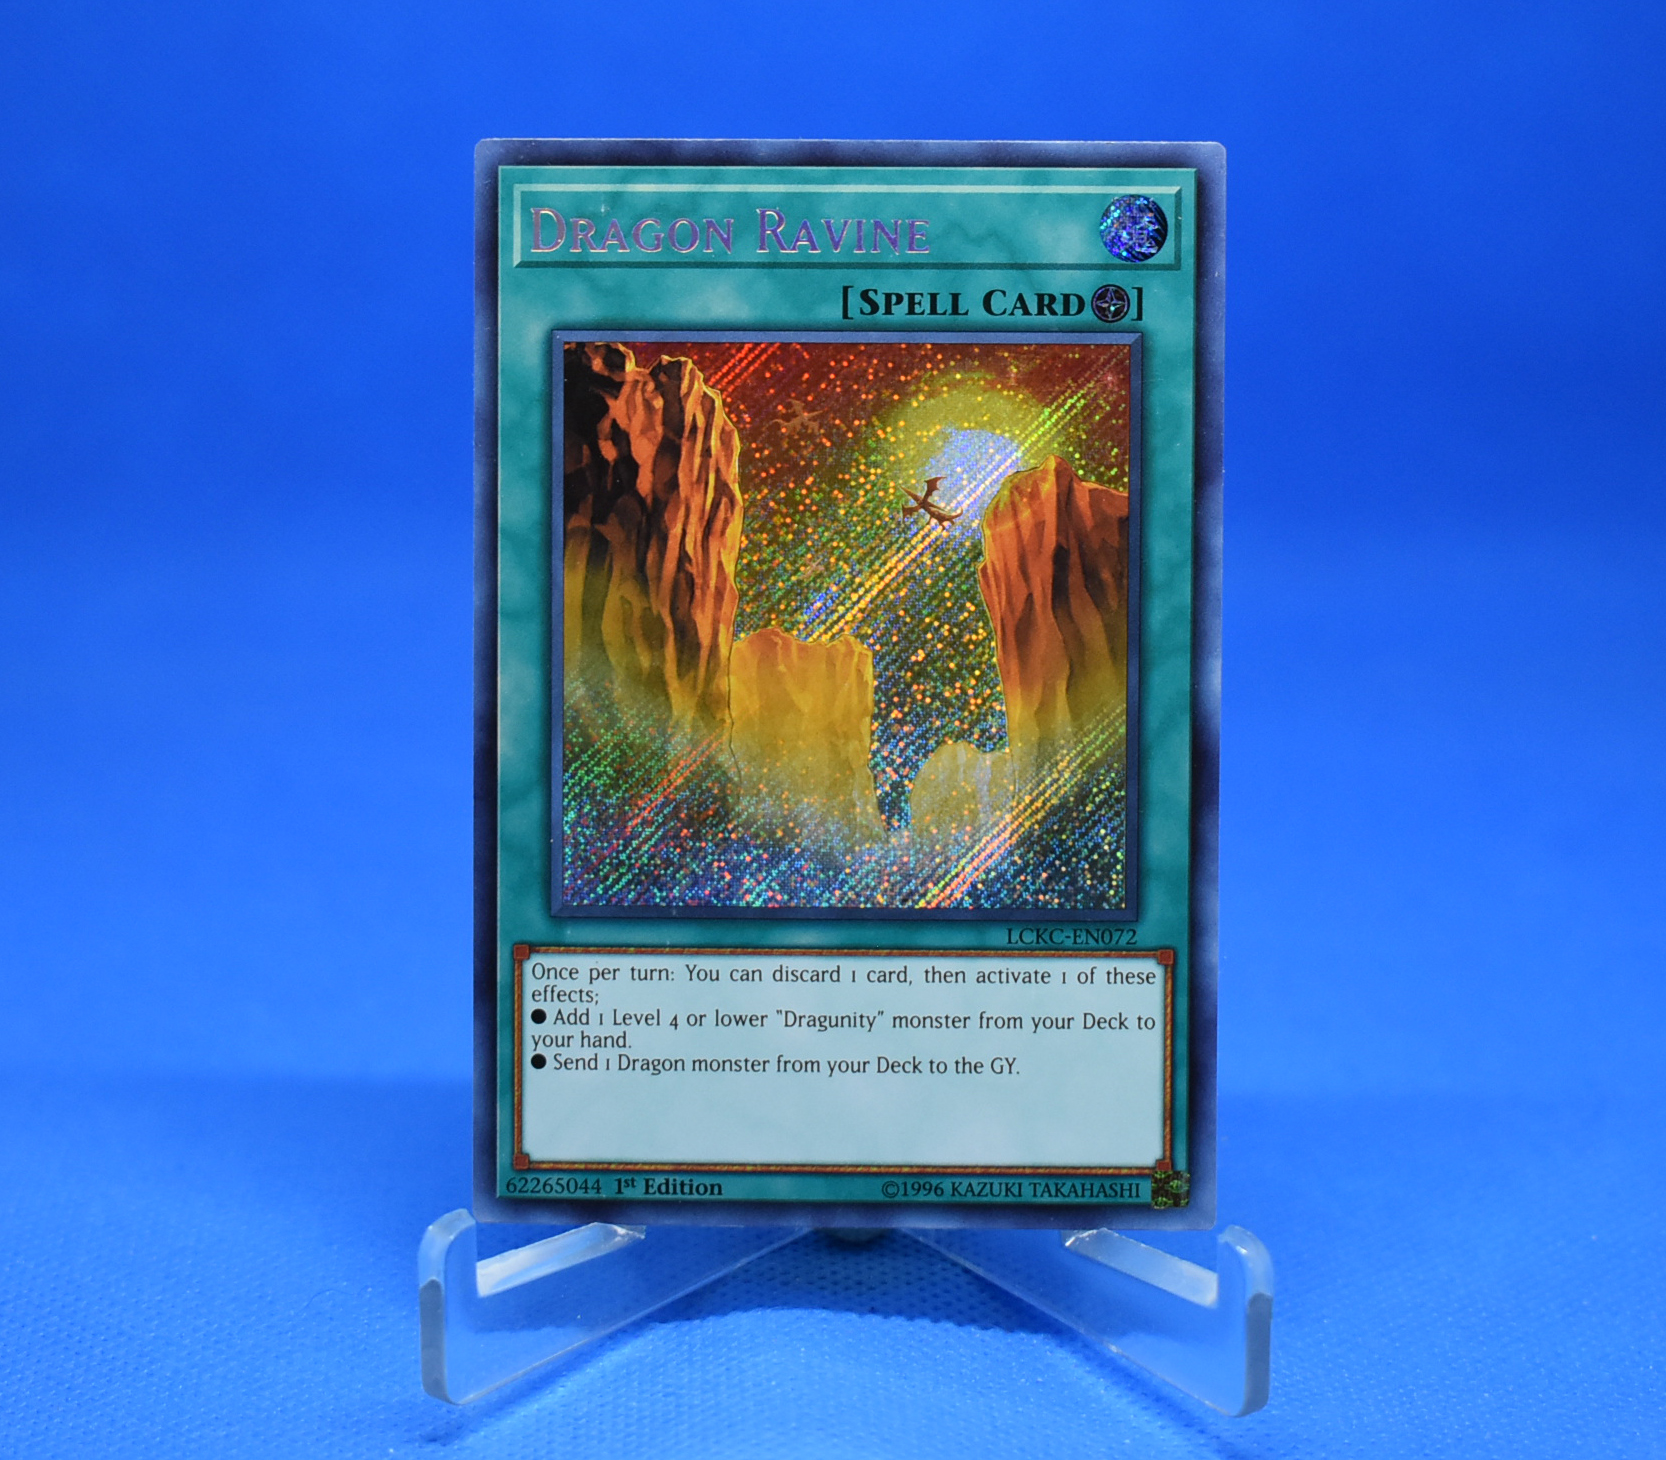 DRAGON RAVINE
[SPELL CARD]
LCKC-EN072
Once per turn: You can discard 1 card, then activate 1 of these
effects;
● Add 1 Level 4 or lower "Dragunity" monster from your Deck to
your hand.
● Send 1 Dragon monster from your Deck to the GY.
62265044 1st Edition ©1996 KAZUKI TAKAHASHI